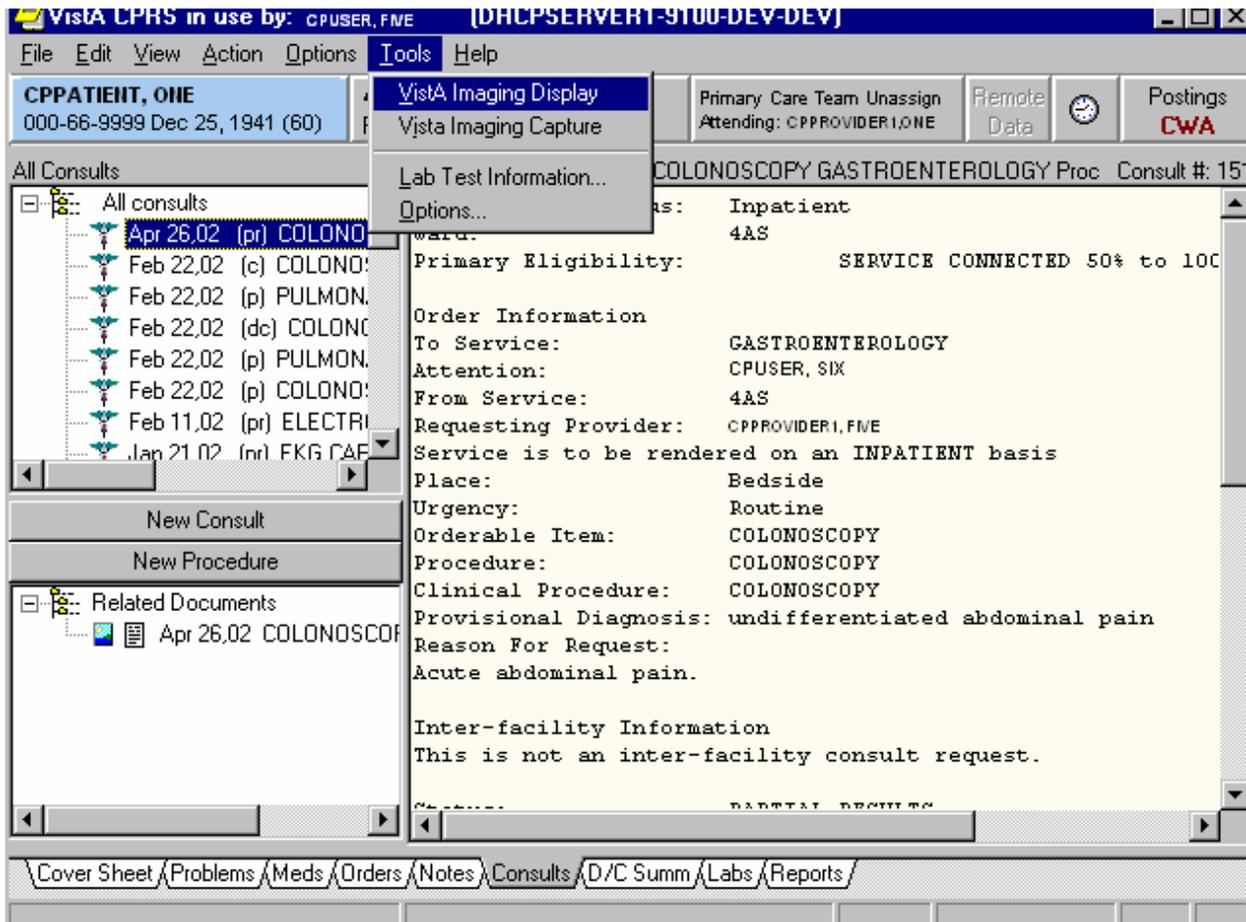 VistA CPRS in use by: CPUSER, FIVE (DHCPSERVER1-9100-DEV-DEV)
File Edit View Action Options Tools Help
CPPATIENT, ONE
000-66-9999 Dec 25, 1941 (60)
VistA Imaging Display
Vista Imaging Capture
Lab Test Information...
Options...
Primary Care Team Unassign
Attending: CPPROVIDER1,ONE
Remote
Data
Postings
CWA
All Consults
COLONOSCOPY GASTROENTEROLOGY Proc Consult #: 151
All consults
Apr 26,02 (pr) COLONO
Feb 22,02 (c) COLONOS
Feb 22,02 (p) PULMON
Feb 22,02 (dc) COLONO
Feb 22,02 (p) PULMON
Feb 22,02 (p) COLONOS
Feb 11,02 (pr) ELECTRI
Jan 21,02 (pr) EKG CAP
New Consult
New Procedure
Related Documents
Apr 26,02 COLONOSCOP
us: Inpatient
Ward: 4AS
Primary Eligibility: SERVICE CONNECTED 50% to 100
Order Information
To Service: GASTROENTEROLOGY
Attention: CPUSER, SIX
From Service: 4AS
Requesting Provider: CPPROVIDER1, FIVE
Service is to be rendered on an INPATIENT basis
Place: Bedside
Urgency: Routine
Orderable Item: COLONOSCOPY
Procedure: COLONOSCOPY
Clinical Procedure: COLONOSCOPY
Provisional Diagnosis: undifferentiated abdominal pain
Reason For Request:
Acute abdominal pain.
Inter-facility Information
This is not an inter-facility consult request.
Status: PARTIAL RESULTS
Cover Sheet Problems Meds Orders Notes Consults D/C Summ Labs Reports